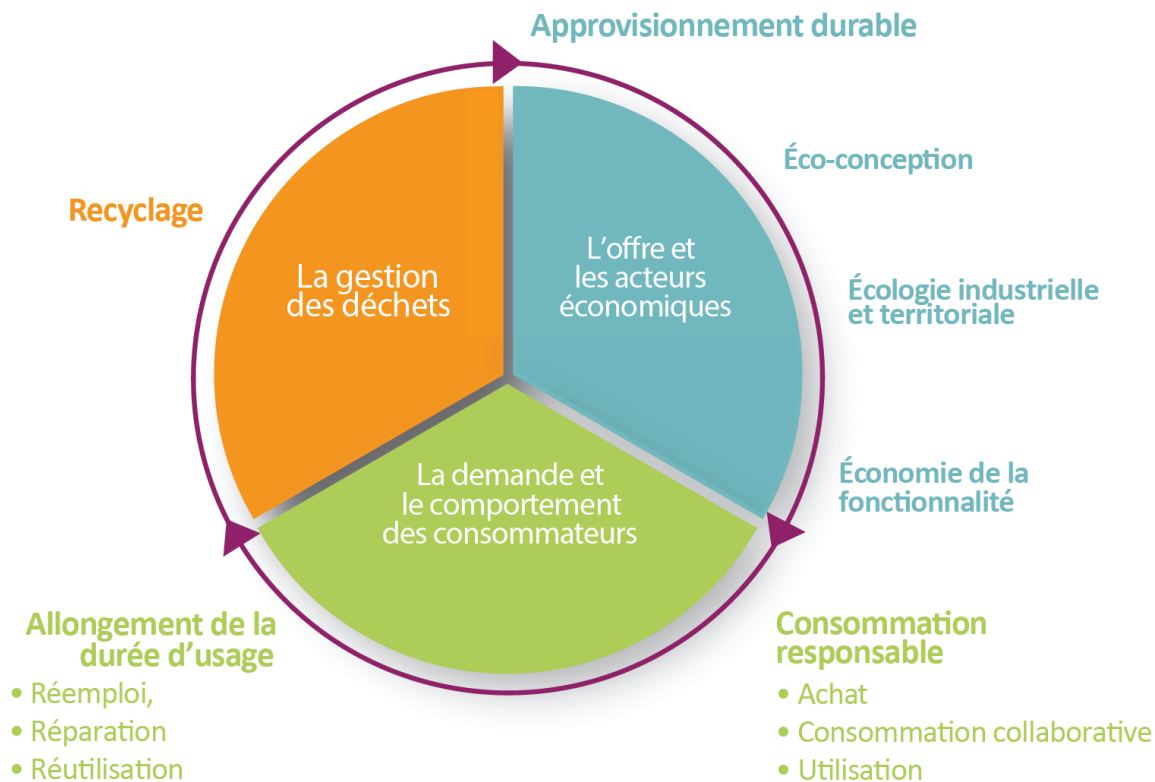 Approvisionnement durable
Éco-conception
Recyclage
L'offre et
les acteurs
économiques
La gestion
des déchets
Écologie industrielle
et territoriale
La demande et
le comportement
des consommateurs
Économie de la
fonctionnalité
Allongement de la
durée d'usage
• Réemploi,
• Réparation
• Réutilisation
Consommation
responsable
• Achat
• Consommation collaborative
• Utilisation